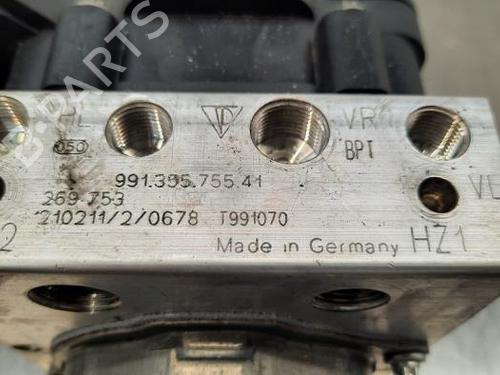 B-PARTS
HL
VR
050
BPT
991.355.755.41
269 753
VL
210211/2/0678 T991070
2
Made in Germany
HZ1